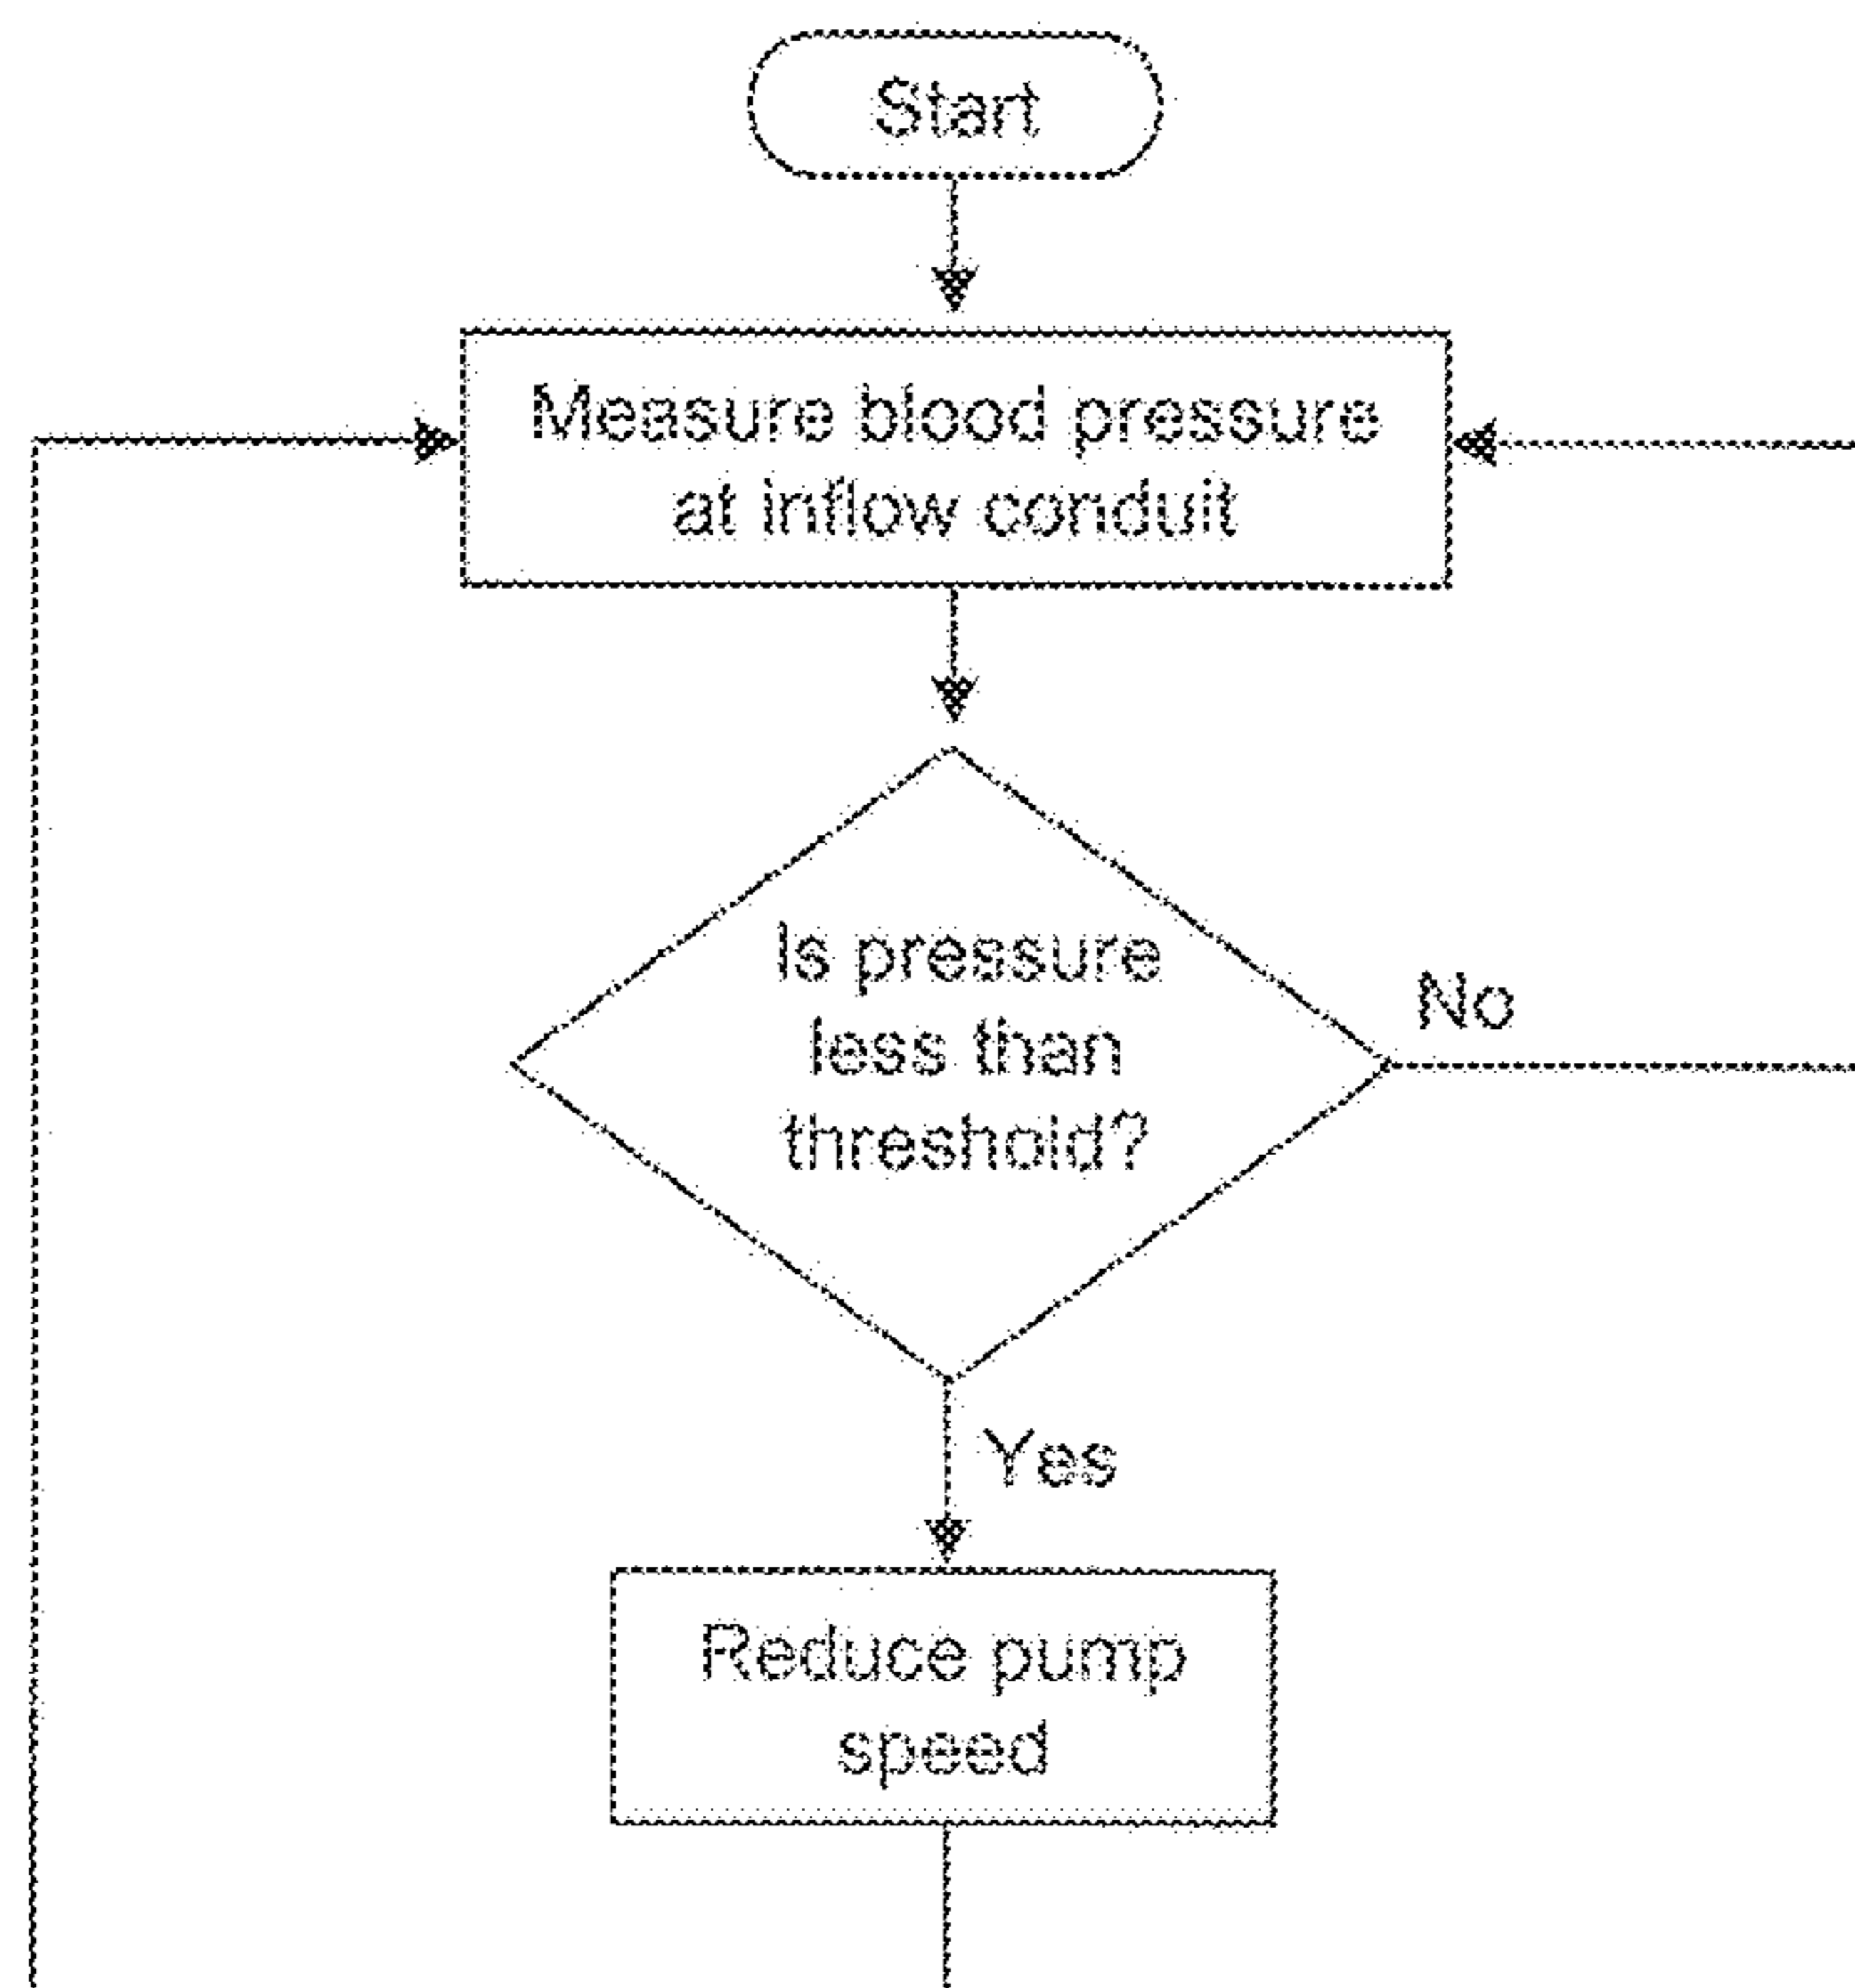 Start
Measure blood pressure
at inflow conduit
Is pressure
less than
threshold?
No
Yes
Reduce pump
speed